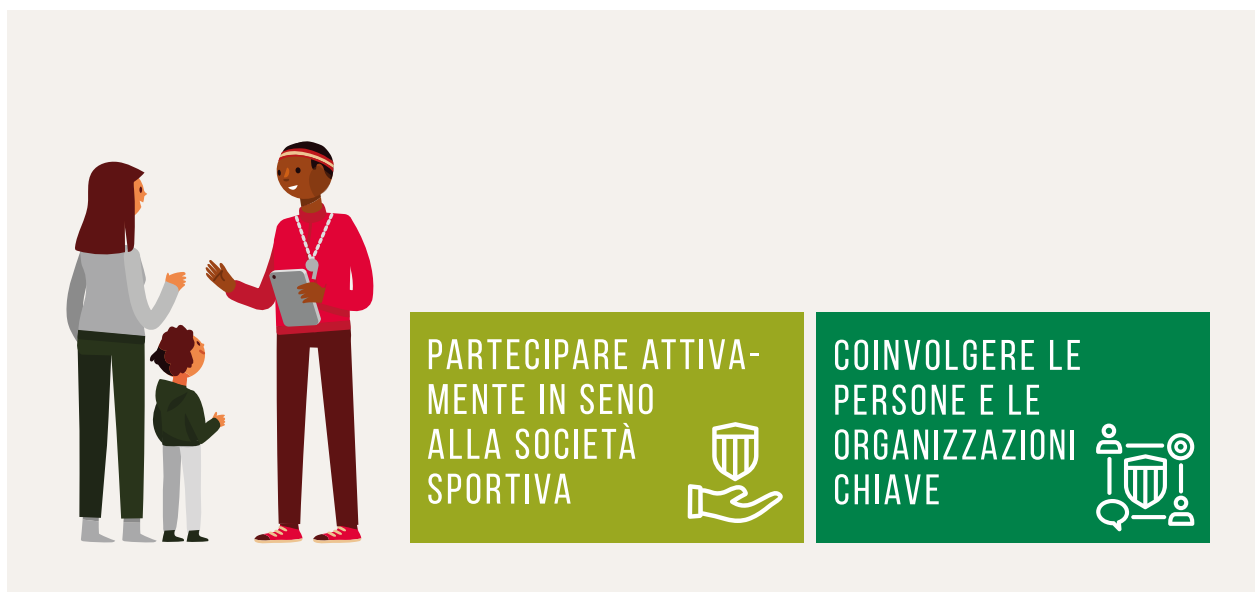 PARTECIPARE ATTIVA-
MENTE IN SENO
ALLA SOCIETÀ
SPORTIVA
COINVOLGERE LE
PERSONE E LE
ORGANIZZAZIONI
CHIAVE